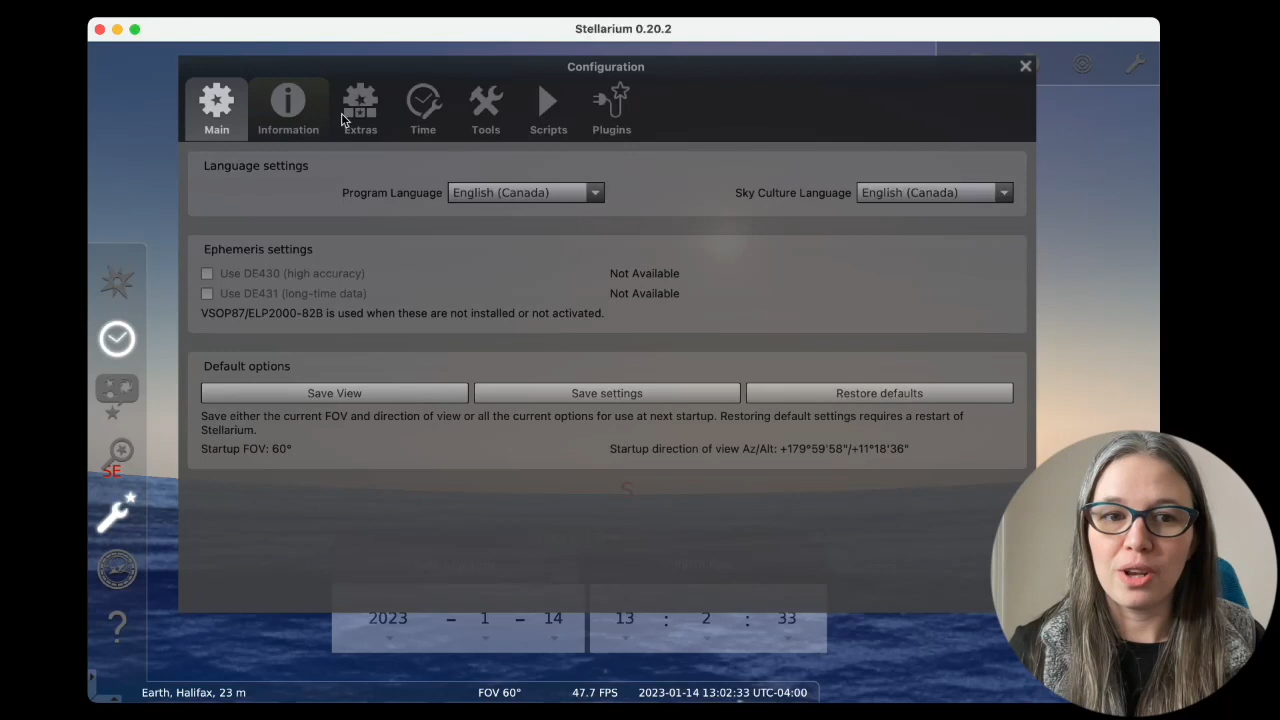 Stellarium 0.20.2
Configuration
Main
Information
Extras
Time
Tools
Scripts
Plugins
Language settings
Program Language
English (Canada)
Sky Culture Language
English (Canada)
Ephemeris settings
Use DE430 (high accuracy)
Not Available
Use DE431 (long-time data)
Not Available
VSOP87/ELP2000-82B is used when these are not installed or not activated.
Default options
Save View
Save settings
Restore defaults
Save either the current FOV and direction of view or all the current options for use at next startup. Restoring default settings requires a restart of
Stellarium.
Startup FOV: 60°
Startup direction of view Az/Alt: +179°59'58"/+11°18'36"
SE
S
2023 - 1 - 14
13 : 2 : 33
?
Earth, Halifax, 23 m
FOV 60°
47.7 FPS
2023-01-14 13:02:33 UTC-04:00